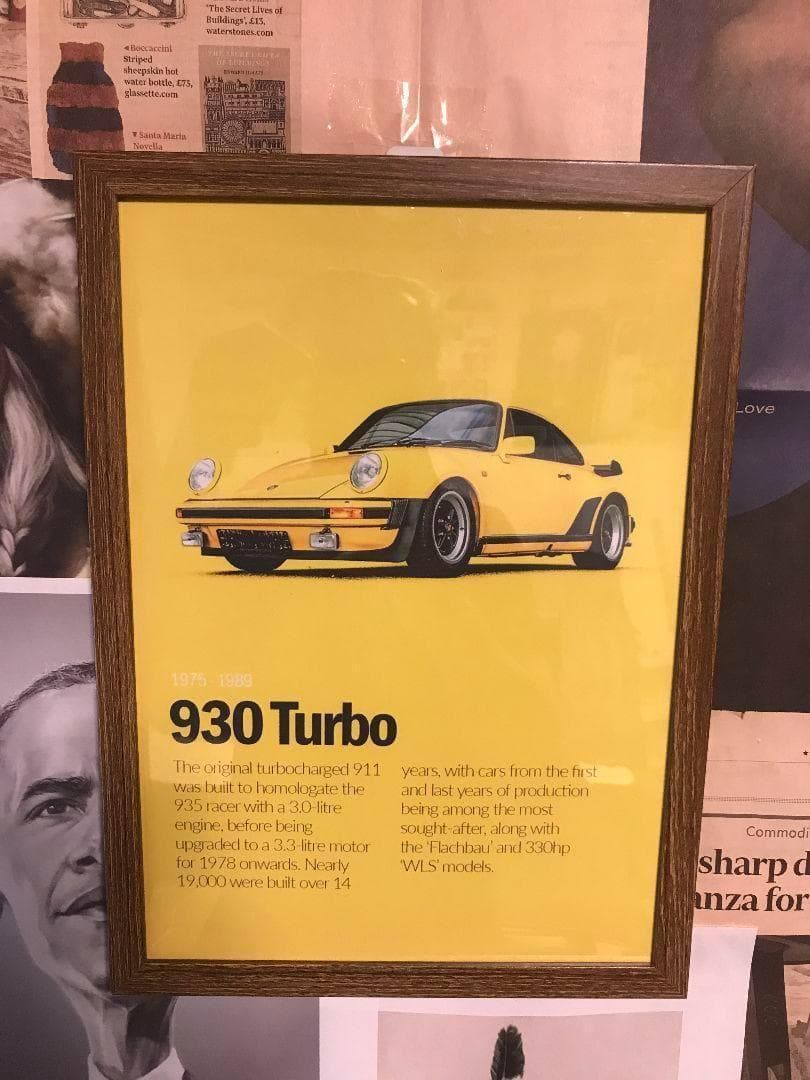 'The Secret Lives of
Buildings', £13,
waterstones.com
◂Boccaccini
Striped
sheepskin hot
water bottle, £75,
glassette.com
▾Santa Maria
Novella
Love
1975 - 1989
930 Turbo
The original turbocharged 911
was built to homologate the
935 racer with a 3.0-litre
engine, before being
upgraded to a 3.3-litre motor
for 1978 onwards. Nearly
19,000 were built over 14
years, with cars from the first
and last years of production
being among the most
sought-after, along with
the 'Flachbau' and 330hp
'WLS' models.
Commodi
sharp d
anza for